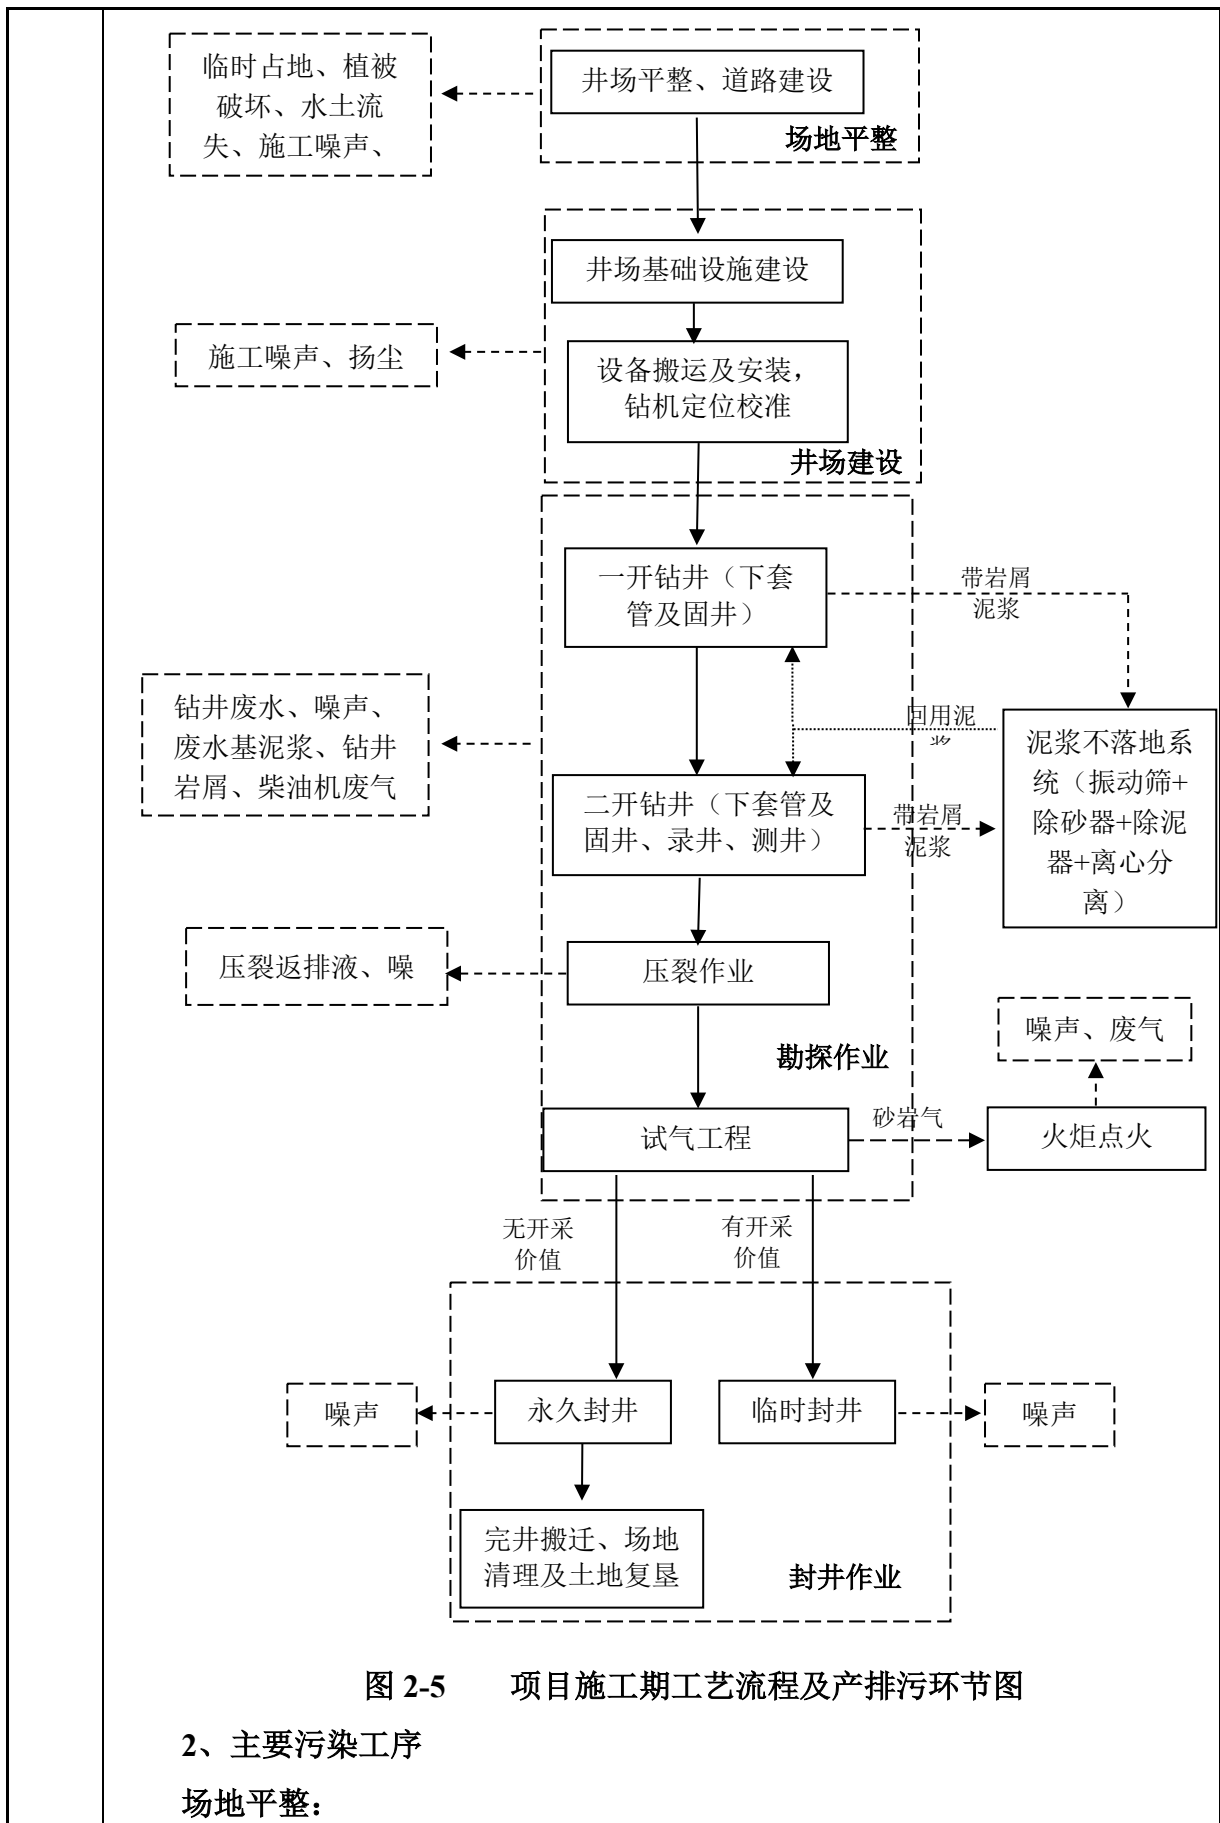 临时占地、植被
破坏、水土流
失、施工噪声、
井场平整、道路建设
场地平整
井场基础设施建设
施工噪声、扬尘
设备搬运及安装，
钻机定位校准
井场建设
一开钻井（下套
管及固井）
带岩屑
泥浆
钻井废水、噪声、
废水基泥浆、钻井
岩屑、柴油机废气
回用泥
泥浆不落地系
统（振动筛+
除砂器+除泥
器+离心分
离）
二开钻井（下套管及
固井、录井、测井）
带岩屑
泥浆
压裂返排液、噪
压裂作业
勘探作业
噪声、废气
试气工程
砂岩气
火炬点火
无开采
价值
有开采
价值
噪声
永久封井
临时封井
噪声
完井搬迁、场地
清理及土地复垦
封井作业
图 2-5 项目施工期工艺流程及产排污环节图
2、主要污染工序
场地平整：